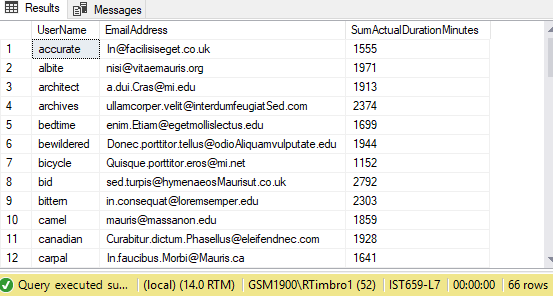 Results Messages
UserName EmailAddress SumActualDurationMinutes
1 accurate In@facilisiseget.co.uk 1555
2 albite nisi@vitaemauris.org 1971
3 architect a.dui.Cras@mi.edu 1913
4 archives ullamcorper.velit@interdumfeugiatSed.com 2374
5 bedtime enim.Etiam@egetmollislectus.edu 1699
6 bewildered Donec.porttitor.tellus@odioAliquamvulputate.edu 1944
7 bicycle Quisque.porttitor.eros@mi.net 1152
8 bid sed.turpis@hymenaeosMaurisut.co.uk 2792
9 bittern in.consequat@loremsemper.edu 2303
10 camel mauris@massanon.edu 1859
11 canadian Curabitur.dictum.Phasellus@eleifendnec.com 1928
12 carpal In.faucibus.Morbi@Mauris.ca 1641
Query executed su... (local) (14.0 RTM) GSM1900\RTimbro1 (52) IST659-L7 00:00:00 66 rows